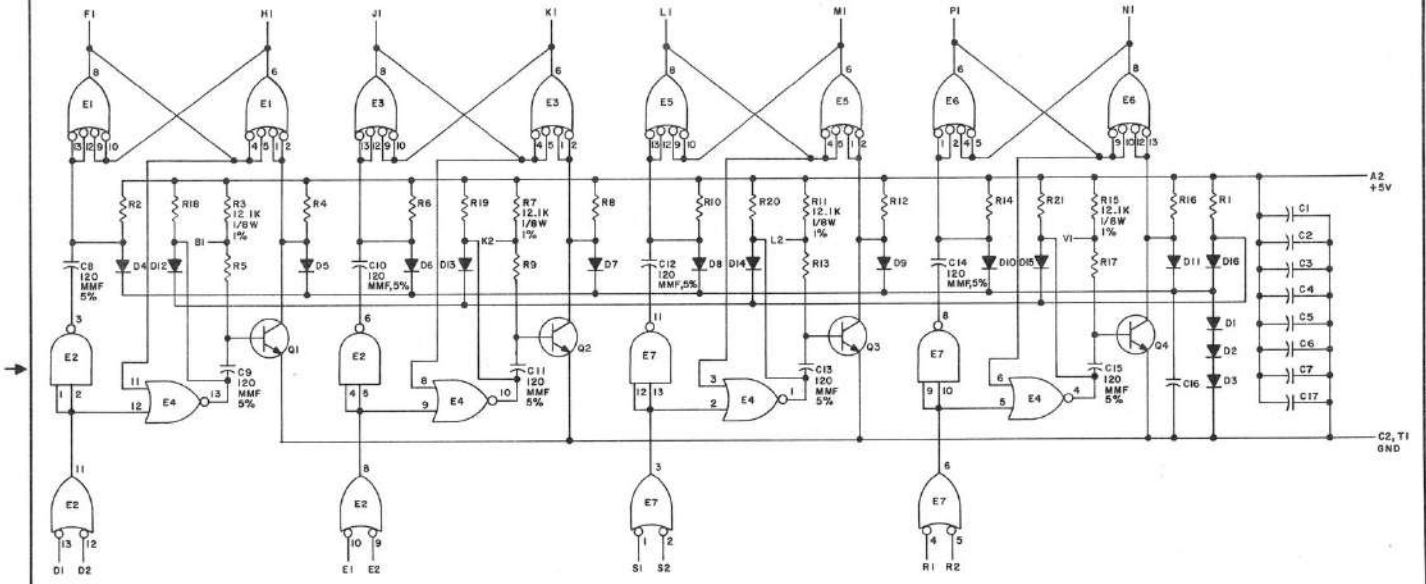 F1 H1 J1 K1 L1 M1 P1 N1
8 6 8 6 8 6 6 8
E1 E1 E3 E3 E5 E5 E6 E6
13 12 9 10 4 5 1 2 13 12 9 10 4 5 1 2 13 12 9 10 4 5 1 2 1 2 4 5 9 10 12 13
A2
+5V
R2 R18 R3 R4 R6 R19 R7 R8 R10 R20 R11 R12 R14 R21 R15 R16 R1 C1
12.1K 12.1K 12.1K 12.1K
1/8W 1/8W 1/8W 1/8W
1% 1% 1% 1%
C2
B1 K2 L2 V1
C3
C8 D4 D12 R5 D5 C10 D6 D13 R9 D7 C12 D8 D14 R13 D9 C14 D10 D15 R17 D11 D16
120 120 120 120
MMF MMF,5% MMF,5% MMF,5%
5%
C4
C5
C6
C7
C17
3 6 11 8
D1
D2
D3
E2 Q1 E2 Q2 E7 Q3 E7 Q4
C9 C11 C13 C15 C16
120 120 120 120
MMF MMF MMF MMF
5% 5% 5% 5%
1 2 11 E4 13 4 5 8 E4 10 12 13 3 E4 1 9 10 6 E4 4
12 9 2 5
C2, T1
GND
11 8 3 6
E2 E2 E7 E7
13 12 10 9 1 2 4 5
D1 D2 E1 E2 S1 S2 R1 R2